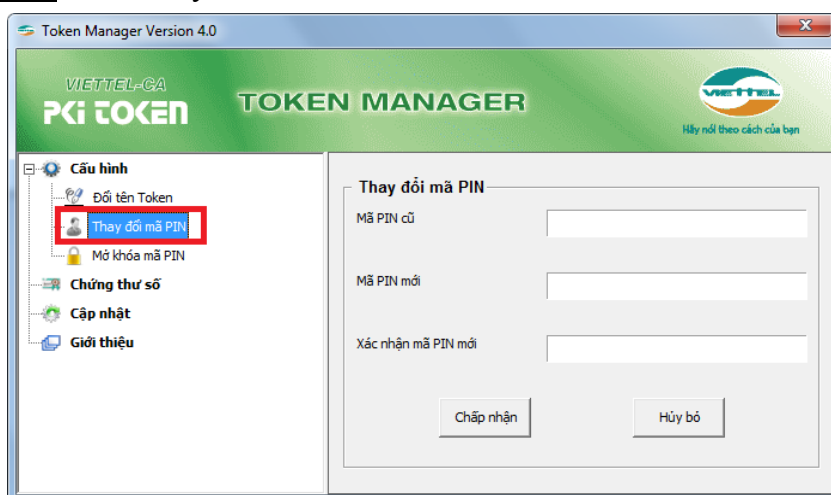 Token Manager Version 4.0
VIETTEL-CA
PKi TOKEN
TOKEN MANAGER
VIETTEL
Hãy nói theo cách của bạn
Cấu hình
Đổi tên Token
Thay đổi mã PIN
Mở khóa mã PIN
Chứng thư số
Cập nhật
Giới thiệu
Thay đổi mã PIN
Mã PIN cũ
Mã PIN mới
Xác nhận mã PIN mới
Chấp nhận
Hủy bỏ